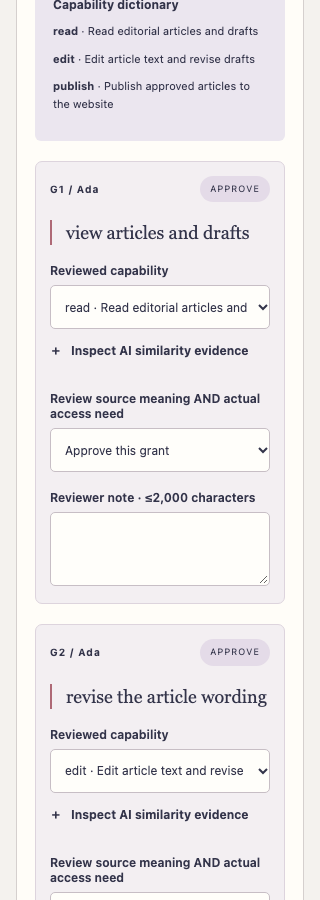 Capability dictionary
read · Read editorial articles and drafts
edit · Edit article text and revise drafts
publish · Publish approved articles to
the website
G1 / Ada
APPROVE
view articles and drafts
Reviewed capability
read · Read editorial articles and
+ Inspect AI similarity evidence
Review source meaning AND actual
access need
Approve this grant
Reviewer note · ≤2,000 characters
G2 / Ada
APPROVE
revise the article wording
Reviewed capability
edit · Edit article text and revise
+ Inspect AI similarity evidence
Review source meaning AND actual
access need